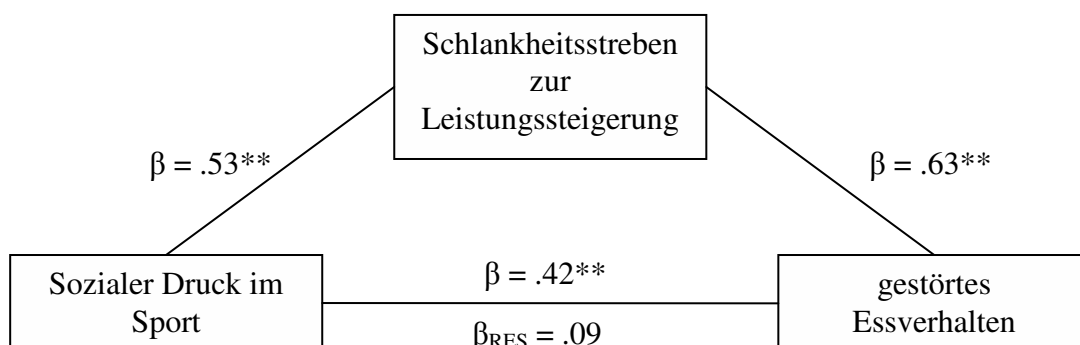 Schlankheitsstreben
zur
Leistungssteigerung
β = .53**
β = .63**
Sozialer Druck im
Sport
β = .42**
βRES = .09
gestörtes
Essverhalten